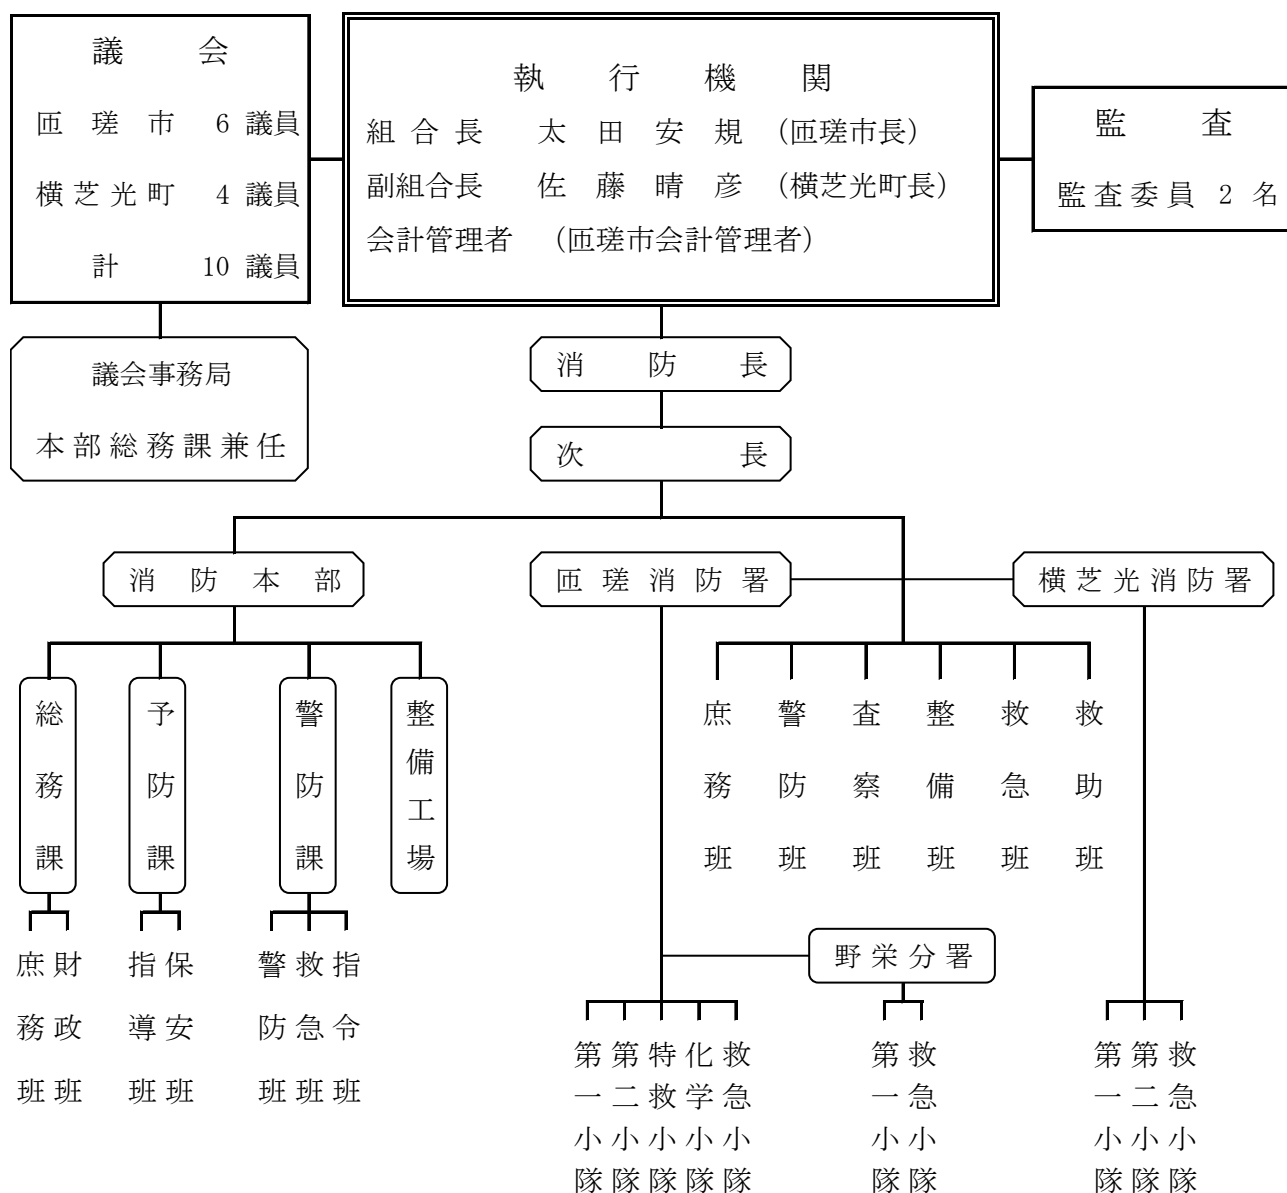 議会
匝瑳市 6 議員
横芝光町 4 議員
計 10 議員
執行機関
組合長 太田安規 (匝瑳市長)
副組合長 佐藤晴彦 (横芝光町長)
会計管理者 (匝瑳市会計管理者)
監査
監査委員 2 名
議会事務局
本部総務課兼任
消防長
次長
消防本部
匝瑳消防署
横芝光消防署
総務課
予防課
警防課
整備工場
庶務班
警防班
査察班
整備班
救急班
救助班
庶務班
財政班
指導班
保安班
警防班
救急班
指令班
野栄分署
第一小隊
第二小隊
特救小隊
化学小隊
救急小隊
第一小隊
救急小隊
第一小隊
第二小隊
救急小隊